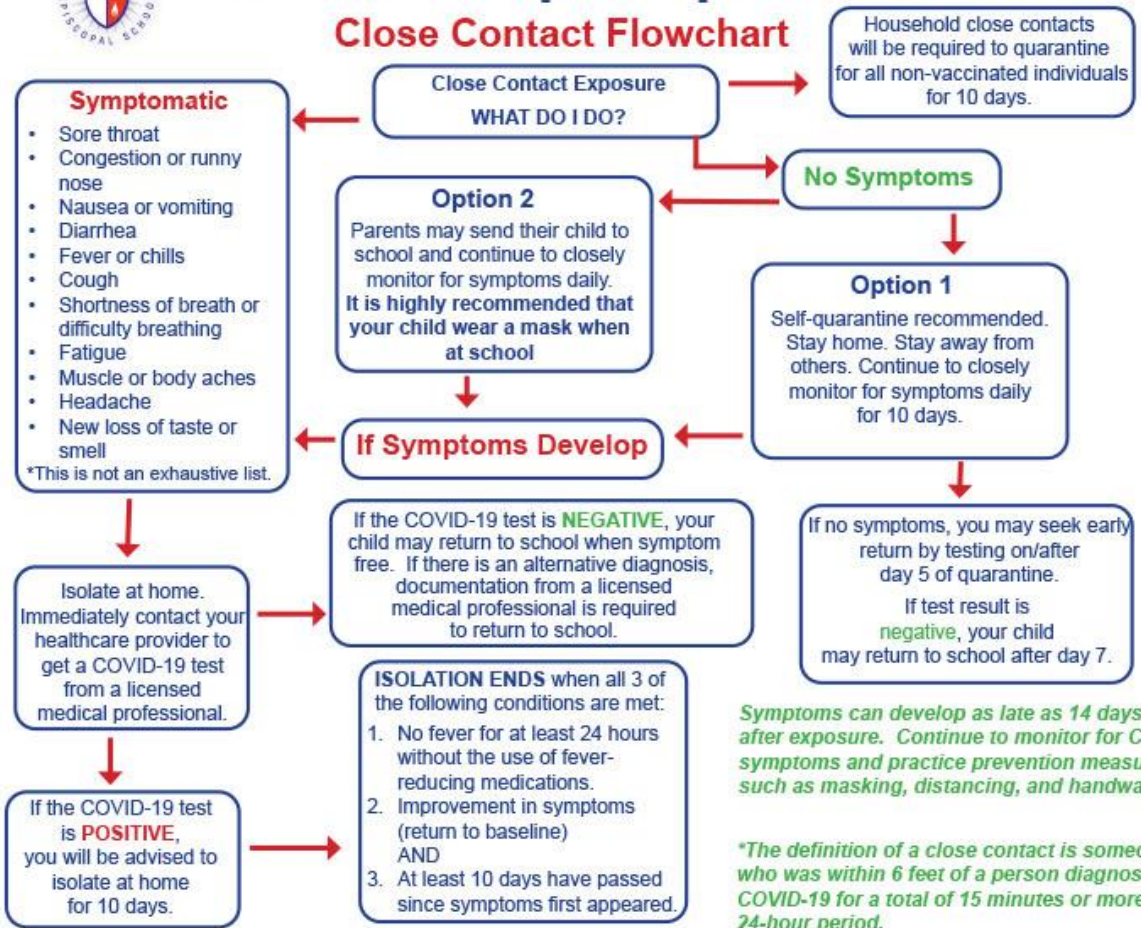 EPISCOPAL SCHOOL
Close Contact Flowchart
Close Contact Exposure
WHAT DO I DO?
Household close contacts
will be required to quarantine
for all non-vaccinated individuals
for 10 days.
Symptomatic
• Sore throat
• Congestion or runny
nose
• Nausea or vomiting
• Diarrhea
• Fever or chills
• Cough
• Shortness of breath or
difficulty breathing
• Fatigue
• Muscle or body aches
• Headache
• New loss of taste or
smell
*This is not an exhaustive list.
No Symptoms
Option 2
Parents may send their child to
school and continue to closely
monitor for symptoms daily.
It is highly recommended that
your child wear a mask when
at school
Option 1
Self-quarantine recommended.
Stay home. Stay away from
others. Continue to closely
monitor for symptoms daily
for 10 days.
If Symptoms Develop
If no symptoms, you may seek early
return by testing on/after
day 5 of quarantine.
If test result is
negative, your child
may return to school after day 7.
Isolate at home.
Immediately contact your
healthcare provider to
get a COVID-19 test
from a licensed
medical professional.
If the COVID-19 test is NEGATIVE, your
child may return to school when symptom
free. If there is an alternative diagnosis,
documentation from a licensed
medical professional is required
to return to school.
If the COVID-19 test
is POSITIVE,
you will be advised to
isolate at home
for 10 days.
ISOLATION ENDS when all 3 of
the following conditions are met:
1. No fever for at least 24 hours
without the use of fever-
reducing medications.
2. Improvement in symptoms
(return to baseline)
AND
3. At least 10 days have passed
since symptoms first appeared.
Symptoms can develop as late as 14 days
after exposure. Continue to monitor for
symptoms and practice prevention
such as masking, distancing, and
*The definition of a close contact is
who was within 6 feet of a person
COVID-19 for a total of 15 minutes or more
24-hour period.